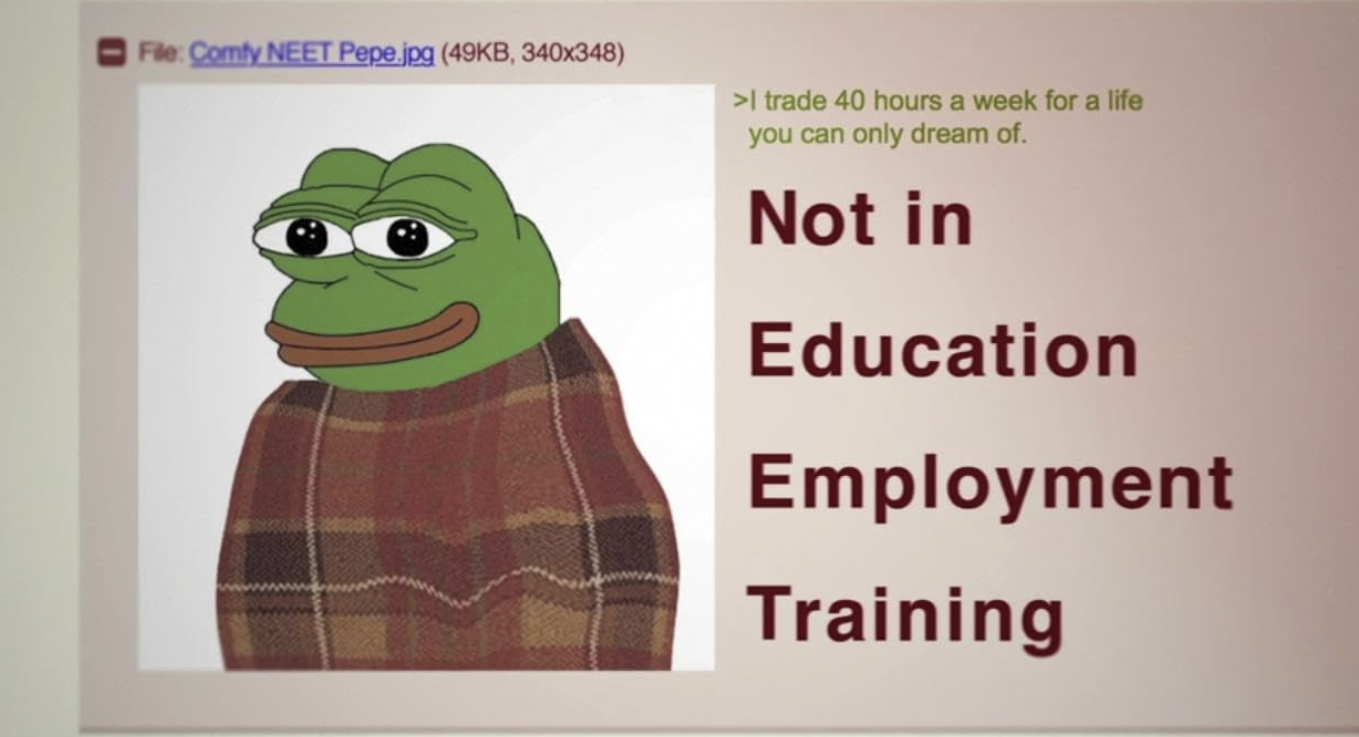 File: Comfy NEET Pepe.jpg (49KB, 340x348)
>I trade 40 hours a week for a life
you can only dream of.
Not in
Education
Employment
Training